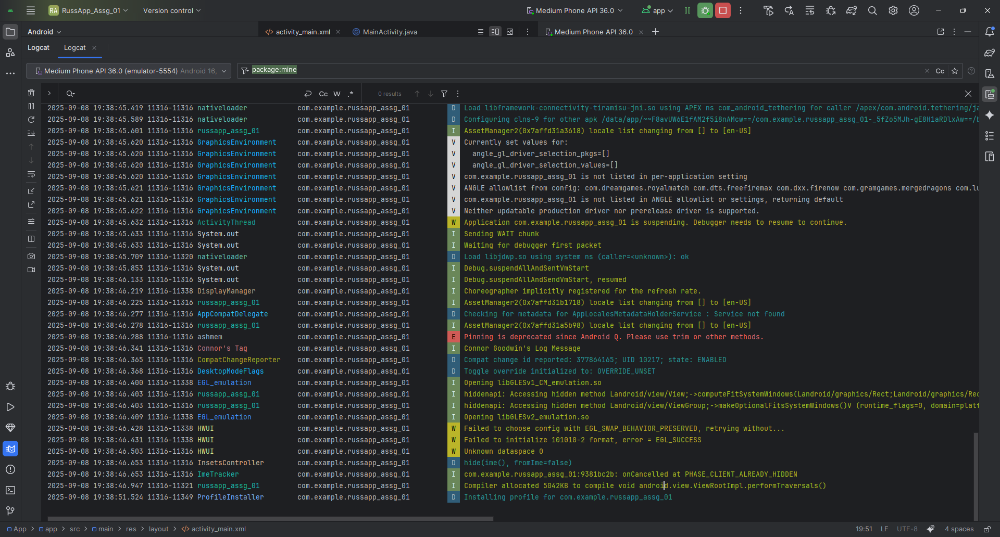 RA RussApp_Assg_01 Version control Medium Phone API 36.0 app
Android activity_main.xml MainActivity.java Medium Phone API 36.0
Logcat Logcat
Medium Phone API 36.0 (emulator-5554) Android 16, package:mine Cc
Cc W .* 0 results
2025-09-08 19:38:45.419 11316-11316 nativeloader com.example.russapp_assg_01 D Load libframework-connectivity-tiramisu-jni.so using APEX ns com_android_tethering for caller /apex/com.android.tethering/ja
2025-09-08 19:38:45.589 11316-11316 nativeloader com.example.russapp_assg_01 D Configuring clns-9 for other apk /data/app/~~F8avUW6E1fAM2f5i8nAMcw==/com.example.russapp_assg_01-_5fZo5MJh-gE8H1aRDlxAw==/b
2025-09-08 19:38:45.601 11316-11316 russapp_assg_01 com.example.russapp_assg_01 I AssetManager2(0x7affd31a3618) locale list changing from [] to [en-US]
2025-09-08 19:38:45.620 11316-11316 GraphicsEnvironment com.example.russapp_assg_01 V Currently set values for:
2025-09-08 19:38:45.620 11316-11316 GraphicsEnvironment com.example.russapp_assg_01 V angle_gl_driver_selection_pkgs=[]
2025-09-08 19:38:45.620 11316-11316 GraphicsEnvironment com.example.russapp_assg_01 V angle_gl_driver_selection_values=[]
2025-09-08 19:38:45.620 11316-11316 GraphicsEnvironment com.example.russapp_assg_01 V com.example.russapp_assg_01 is not listed in per-application setting
2025-09-08 19:38:45.621 11316-11316 GraphicsEnvironment com.example.russapp_assg_01 V ANGLE allowlist from config: com.dreamgames.royalmatch com.dts.freefiremax com.dxx.firenow com.gramgames.mergedragons com.lu
2025-09-08 19:38:45.621 11316-11316 GraphicsEnvironment com.example.russapp_assg_01 V com.example.russapp_assg_01 is not listed in ANGLE allowlist or settings, returning default
2025-09-08 19:38:45.622 11316-11316 GraphicsEnvironment com.example.russapp_assg_01 V Neither updatable production driver nor prerelease driver is supported.
2025-09-08 19:38:45.632 11316-11316 ActivityThread com.example.russapp_assg_01 W Application com.example.russapp_assg_01 is suspending. Debugger needs to resume to continue.
2025-09-08 19:38:45.633 11316-11316 System.out com.example.russapp_assg_01 I Sending WAIT chunk
2025-09-08 19:38:45.633 11316-11316 System.out com.example.russapp_assg_01 I Waiting for debugger first packet
2025-09-08 19:38:45.709 11316-11320 nativeloader com.example.russapp_assg_01 D Load libjdwp.so using system ns (caller=<unknown>): ok
2025-09-08 19:38:45.853 11316-11316 System.out com.example.russapp_assg_01 I Debug.suspendAllAndSentVmStart
2025-09-08 19:38:46.133 11316-11316 System.out com.example.russapp_assg_01 I Debug.suspendAllAndSendVmStart, resumed
2025-09-08 19:38:46.219 11316-11338 DisplayManager com.example.russapp_assg_01 I Choreographer implicitly registered for the refresh rate.
2025-09-08 19:38:46.225 11316-11316 russapp_assg_01 com.example.russapp_assg_01 I AssetManager2(0x7affd31b1718) locale list changing from [] to [en-US]
2025-09-08 19:38:46.277 11316-11316 AppCompatDelegate com.example.russapp_assg_01 D Checking for metadata for AppLocalesMetadataHolderService : Service not found
2025-09-08 19:38:46.278 11316-11316 russapp_assg_01 com.example.russapp_assg_01 I AssetManager2(0x7affd31a5b98) locale list changing from [] to [en-US]
2025-09-08 19:38:46.288 11316-11316 ashmem com.example.russapp_assg_01 E Pinning is deprecated since Android Q. Please use trim or other methods.
2025-09-08 19:38:46.341 11316-11316 Connor's Tag com.example.russapp_assg_01 I Connor Goodwin's Log Message
2025-09-08 19:38:46.365 11316-11316 CompatChangeReporter com.example.russapp_assg_01 D Compat change id reported: 377864165; UID 10217; state: ENABLED
2025-09-08 19:38:46.368 11316-11316 DesktopModeFlags com.example.russapp_assg_01 D Toggle override initialized to: OVERRIDE_UNSET
2025-09-08 19:38:46.400 11316-11338 EGL_emulation com.example.russapp_assg_01 I Opening libGLESv1_CM_emulation.so
2025-09-08 19:38:46.403 11316-11316 russapp_assg_01 com.example.russapp_assg_01 I hiddenapi: Accessing hidden method Landroid/view/View;->computeFitSystemWindows(Landroid/graphics/Rect;Landroid/graphics/Rec
2025-09-08 19:38:46.403 11316-11316 russapp_assg_01 com.example.russapp_assg_01 I hiddenapi: Accessing hidden method Landroid/view/ViewGroup;->makeOptionalFitsSystemWindows()V (runtime_flags=0, domain=platf
2025-09-08 19:38:46.409 11316-11338 EGL_emulation com.example.russapp_assg_01 I Opening libGLESv2_emulation.so
2025-09-08 19:38:46.428 11316-11338 HWUI com.example.russapp_assg_01 W Failed to choose config with EGL_SWAP_BEHAVIOR_PRESERVED, retrying without...
2025-09-08 19:38:46.431 11316-11338 HWUI com.example.russapp_assg_01 W Failed to initialize 101010-2 format, error = EGL_SUCCESS
2025-09-08 19:38:46.503 11316-11316 HWUI com.example.russapp_assg_01 W Unknown dataspace 0
2025-09-08 19:38:46.653 11316-11316 InsetsController com.example.russapp_assg_01 D hide(ime(), fromIme=false)
2025-09-08 19:38:46.653 11316-11316 ImeTracker com.example.russapp_assg_01 I com.example.russapp_assg_01:9381bc2b: onCancelled at PHASE_CLIENT_ALREADY_HIDDEN
2025-09-08 19:38:46.947 11316-11321 russapp_assg_01 com.example.russapp_assg_01 I Compiler allocated 5042KB to compile void android.view.ViewRootImpl.performTraversals()
2025-09-08 19:38:51.524 11316-11349 ProfileInstaller com.example.russapp_assg_01 D Installing profile for com.example.russapp_assg_01
App > app > src > main > res > layout > activity_main.xml 19:51 LF UTF-8 4 spaces